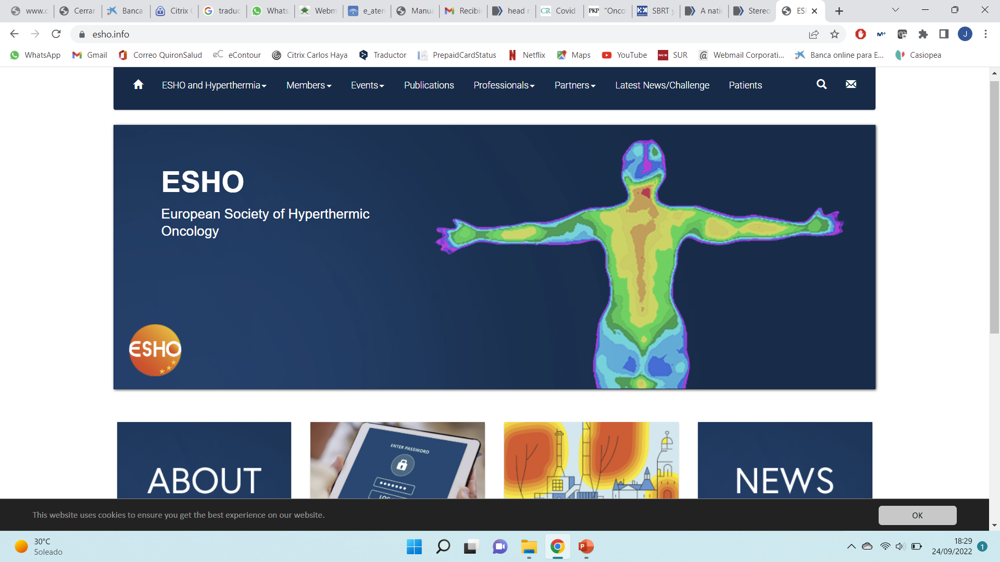 www.c
Cerrar
Banca
Citrix
traduc
Whats
Webm
e_aten
Manua
Recibi
head
Covid
PKP
"Onco
SBRT y
A nati
Stereo
esho.info
J
WhatsApp
Gmail
Correo QuironSalud
eContour
Citrix Carlos Haya
Traductor
PrepaidCardStatus
Netflix
Maps
YouTube
SUR
SUR
Webmail Corporati...
Banca online para E...
Casiopea
ESHO and Hyperthermia
Members
Events
Publications
Professionals
Partners
Latest News/Challenge
Patients
ESHO
European Society of Hyperthermic
Oncology
ESHO
ABOUT
ENTER PASSWORD
NEWS
This website uses cookies to ensure you get the best experience on our website.
OK
30°C
Soleado
18:29
24/09/2022
1